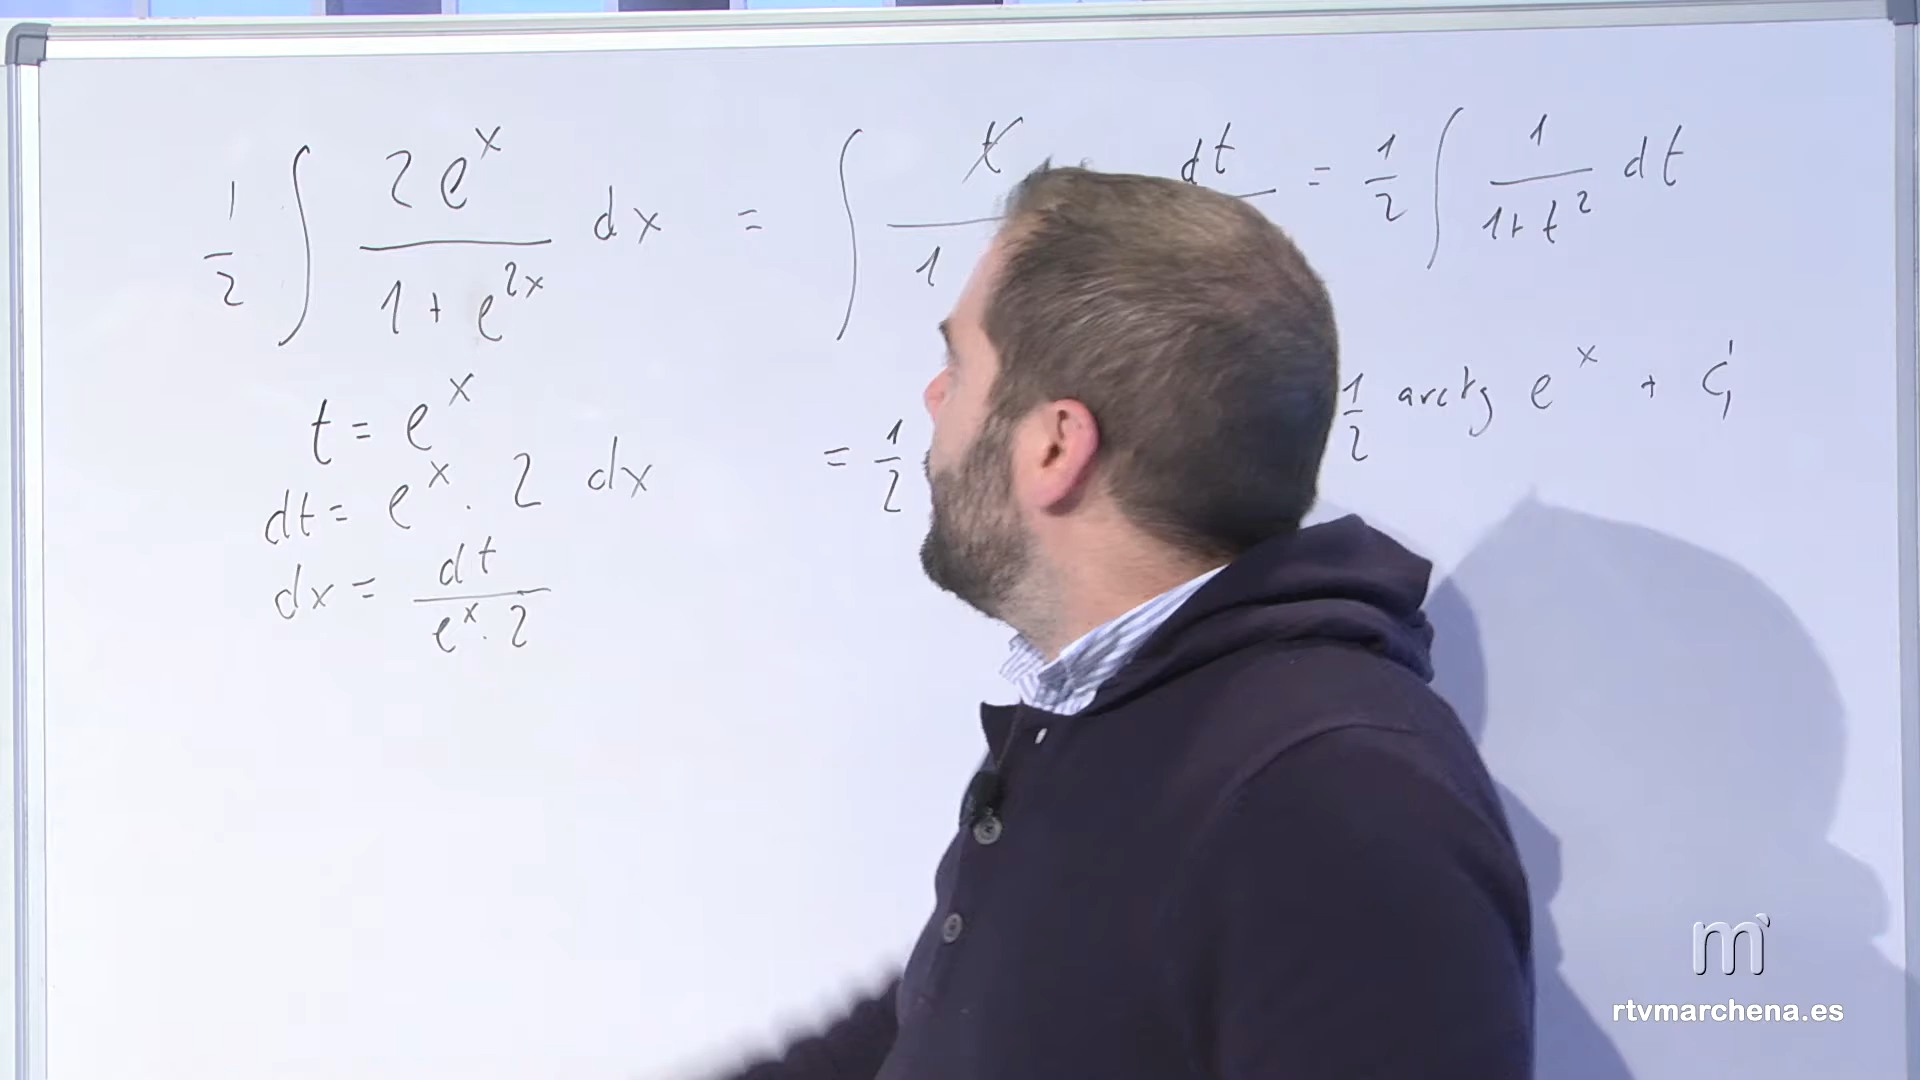 1/2 ∫ 2e^x / (1 + e^{2x}) dx = ∫ t / 1 dt = 1/2 ∫ 1 / (1+t^2) dt
t = e^x
dt = e^x . 2 dx
= 1/2
1/2 arctg e^x + C
dx = dt / (e^x . 2)
m
rtvmarchena.es